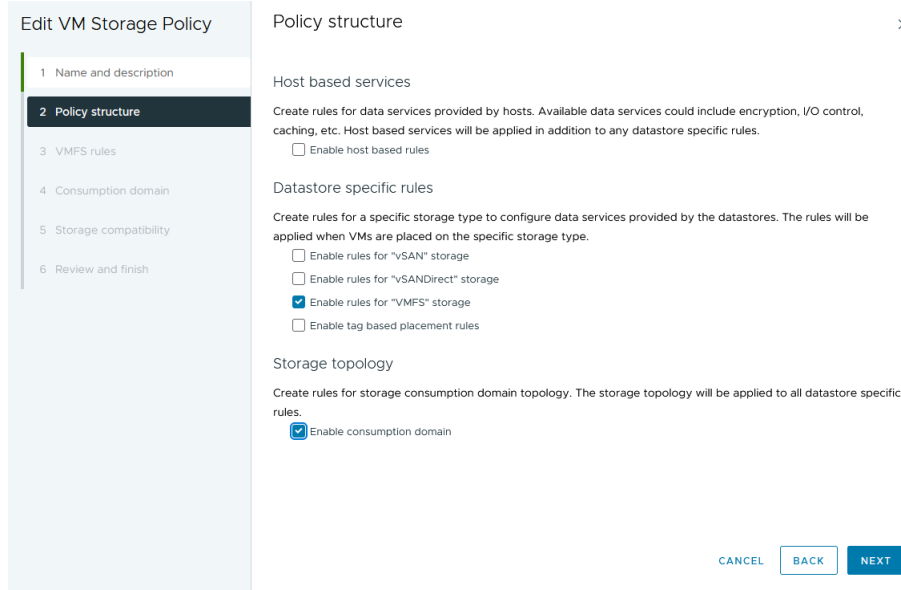 Edit VM Storage Policy
1 Name and description
2 Policy structure
3 VMFS rules
4 Consumption domain
5 Storage compatibility
6 Review and finish
Policy structure
Host based services
Create rules for data services provided by hosts. Available data services could include encryption, I/O control,
caching, etc. Host based services will be applied in addition to any datastore specific rules.
Enable host based rules
Datastore specific rules
Create rules for a specific storage type to configure data services provided by the datastores. The rules will be
applied when VMs are placed on the specific storage type.
Enable rules for "vSAN" storage
Enable rules for "vSANDirect" storage
Enable rules for "VMFS" storage
Enable tag based placement rules
Storage topology
Create rules for storage consumption domain topology. The storage topology will be applied to all datastore specific
rules.
Enable consumption domain
CANCEL
BACK
NEXT